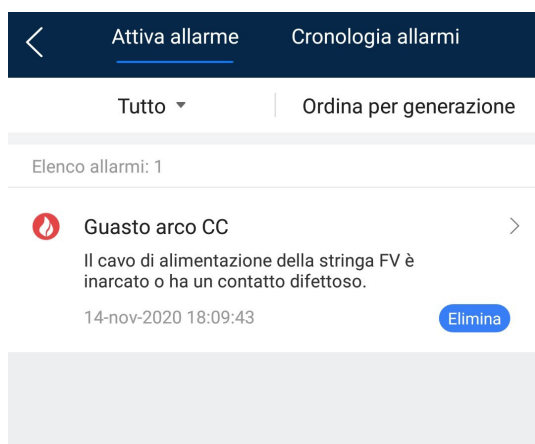 Attiva allarme Cronologia allarmi
Tutto Ordina per generazione
Elenco allarmi: 1
Guasto arco CC
Il cavo di alimentazione della stringa FV è
inarcato o ha un contatto difettoso.
14-nov-2020 18:09:43 Elimina